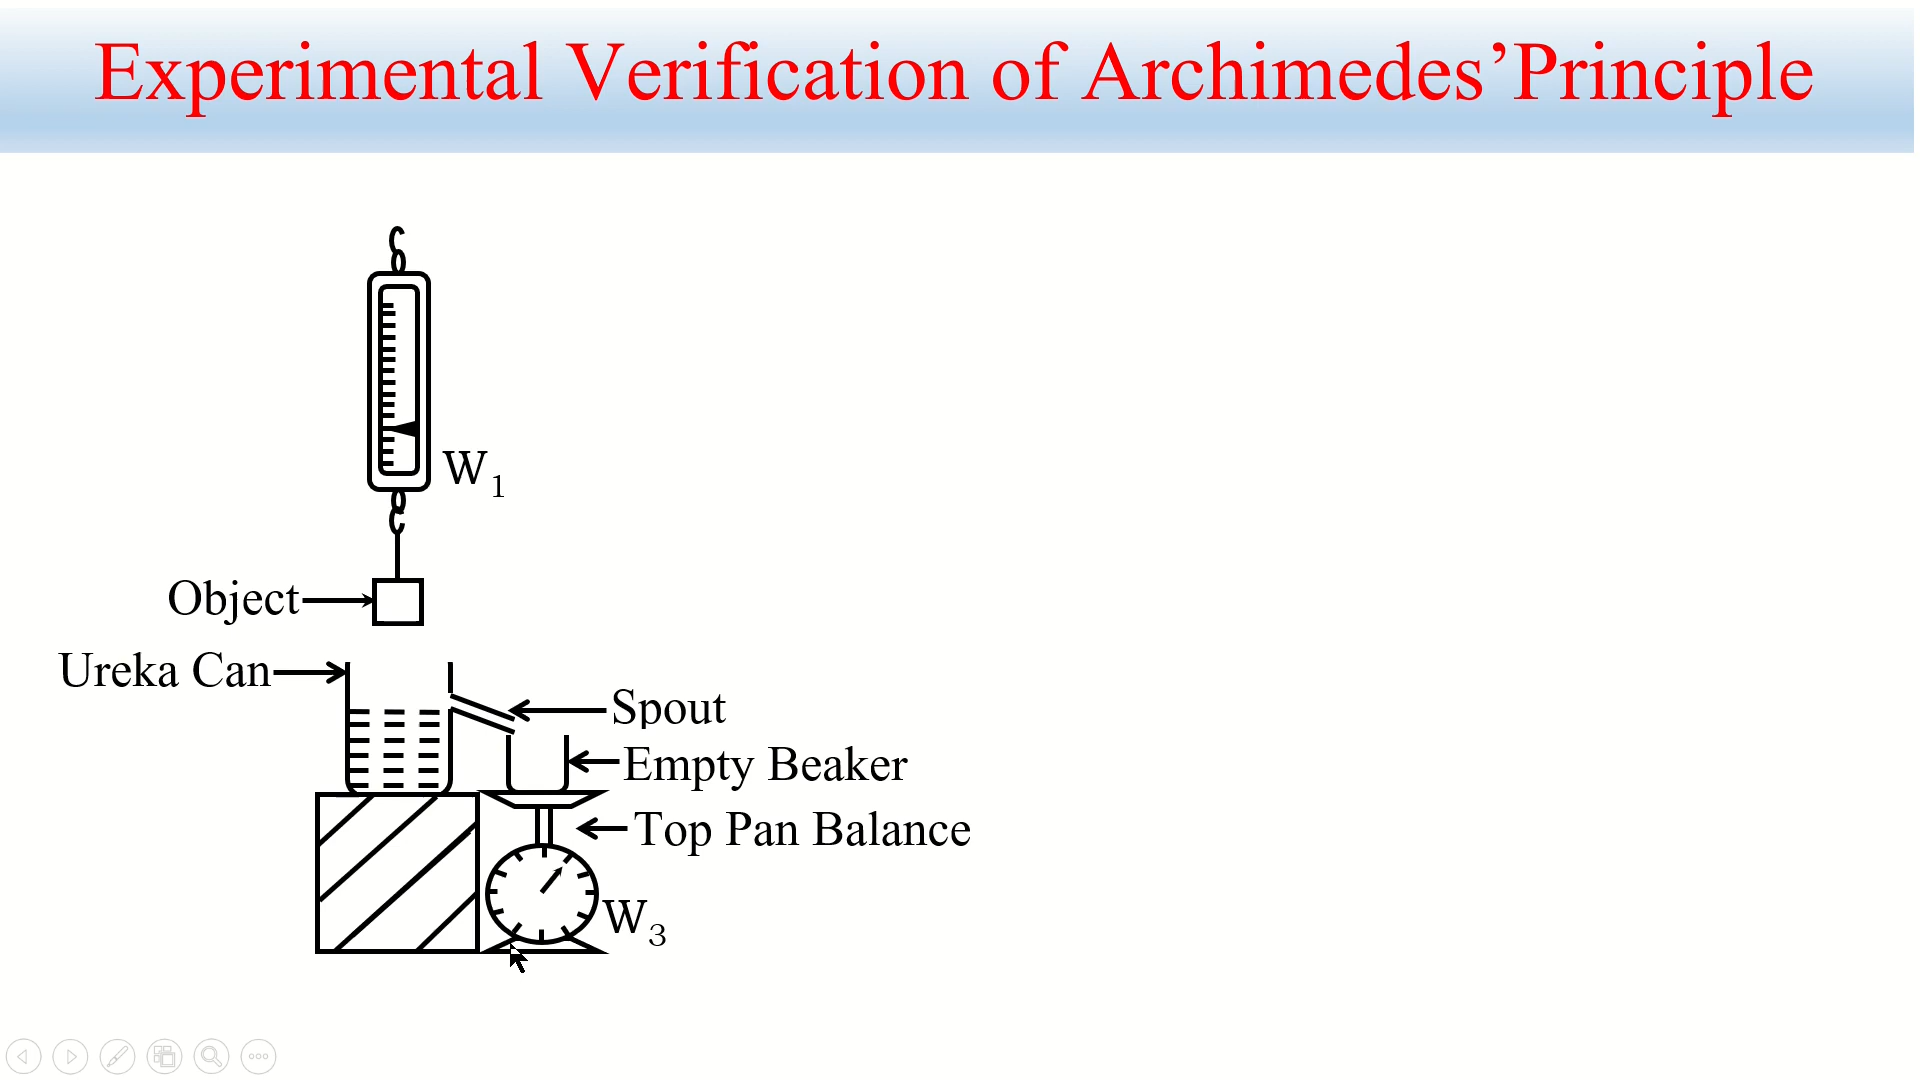 Experimental Verification of Archimedes’Principle
W1
Object
Ureka Can
Spout
Empty Beaker
Top Pan Balance
W3